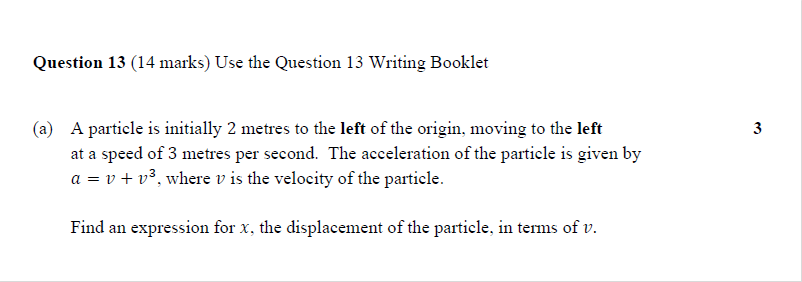 Question 13 (14 marks) Use the Question 13 Writing Booklet
(a) A particle is initially 2 metres to the left of the origin, moving to the left 3
at a speed of 3 metres per second. The acceleration of the particle is given by
a = v + v³, where v is the velocity of the particle.
Find an expression for x, the displacement of the particle, in terms of v.